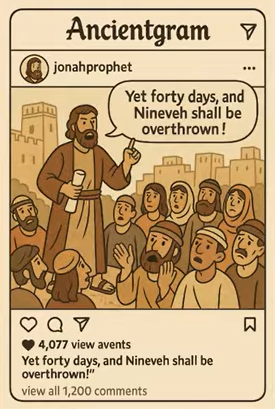 Ancientgram
jonahprophet
Yet forty days, and
Nineveh shall be
overthrown!
4,077 view avents
Yet forty days, and Nineveh shall be
overthrown!”
view all 1,200 comments